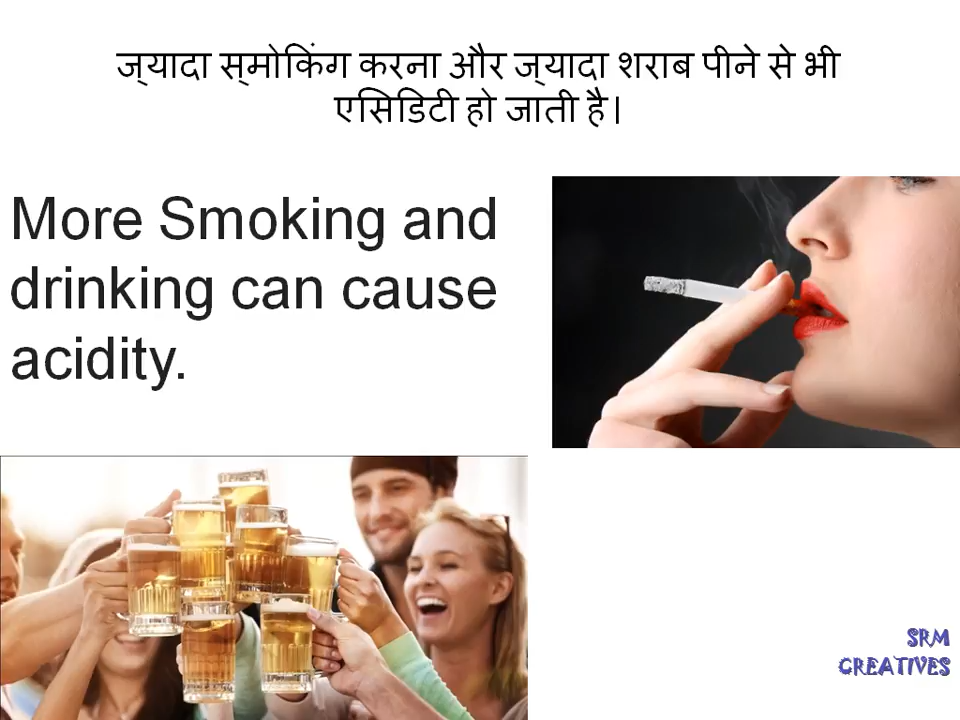 ज्यादा स्मोकिंग करना और ज्यादा शराब पीने से भी
एसिडिटी हो जाती है।
More Smoking and
drinking can cause
acidity.
SRM
CREATIVES